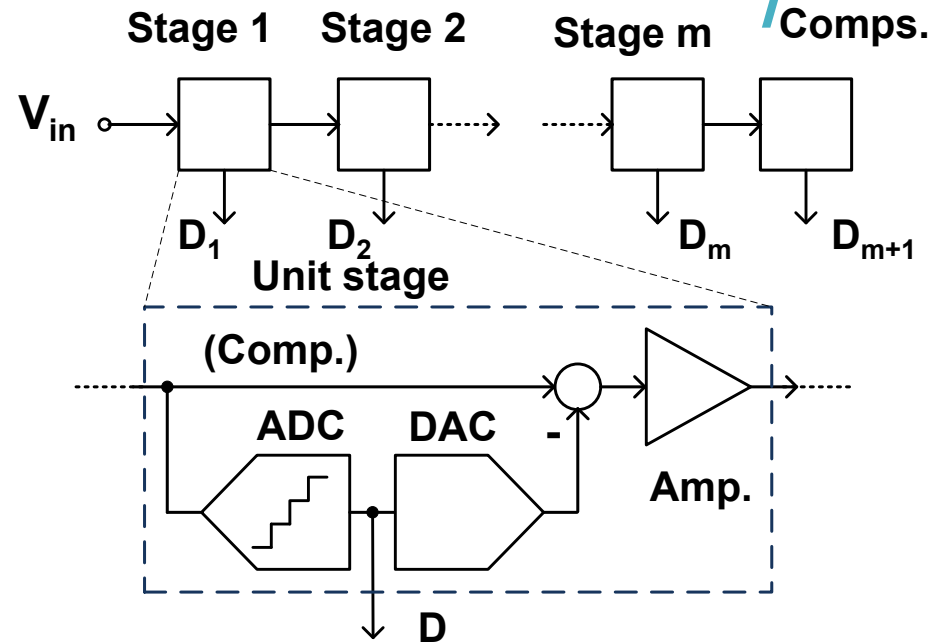 Stage 1 Stage 2 Stage m Comps.
Vin
D1 D2 Dm Dm+1
Unit stage
(Comp.)
ADC DAC -
Amp.
D